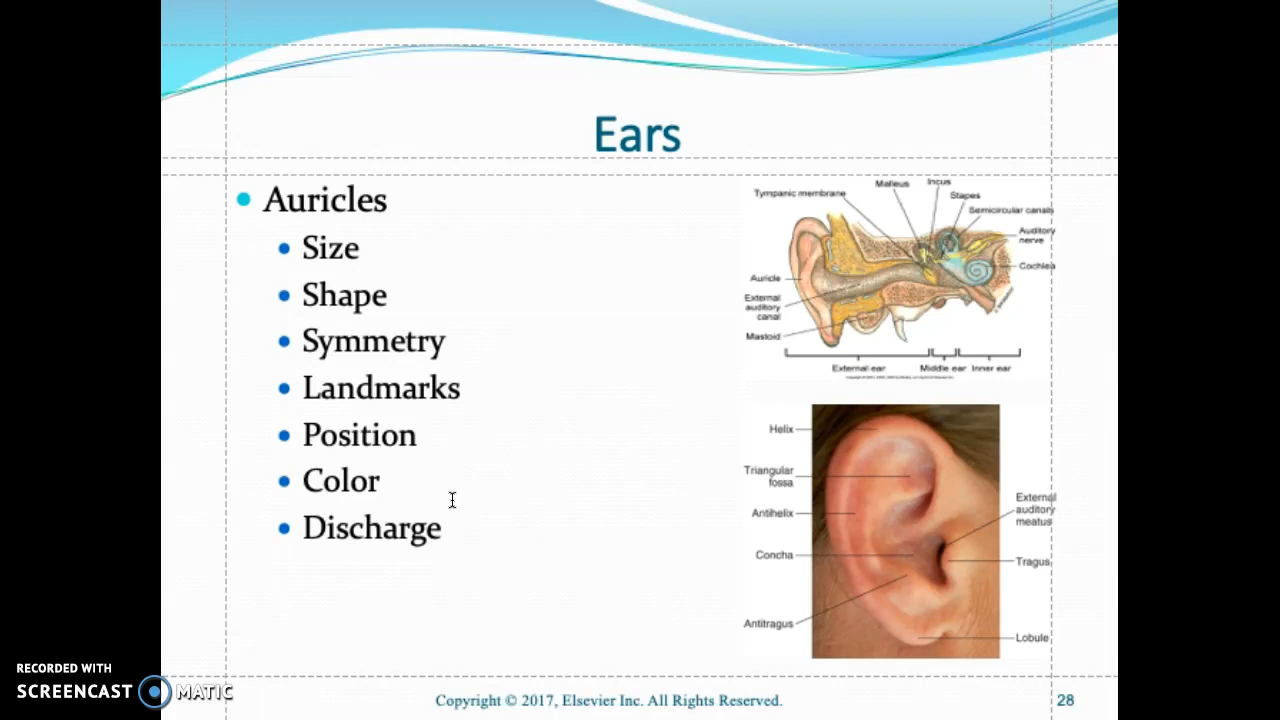 Ears
Auricles
Size
Shape
Symmetry
Landmarks
Position
Color
Discharge
Malleus
Incus
Tympanic membrane
Stapes
Semicircular canals
Auditory
nerve
Cochlea
Auricle
External
auditory
canal
Mastoid
External ear
Middle ear
Inner ear
Helix
Triangular
fossa
Antihelix
Concha
Antitragus
External
auditory
meatus
Tragus
Lobule
RECORDED WITH
SCREENCAST MATIC
Copyright © 2017, Elsevier Inc. All Rights Reserved.
28